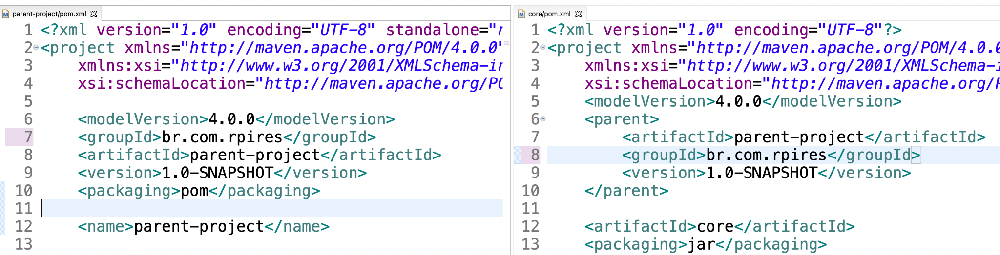 parent-project/pom.xml
1 <?xml version="1.0" encoding="UTF-8" standalone="
2 <project xmlns="http://maven.apache.org/POM/4.0.0"
3 xmlns:xsi="http://www.w3.org/2001/XMLSchema-
4 xsi:schemaLocation="http://maven.apache.org/
5
6 <modelVersion>4.0.0</modelVersion>
7 <groupId>br.com.rpires</groupId>
8 <artifactId>parent-project</artifactId>
9 <version>1.0-SNAPSHOT</version>
10 <packaging>pom</packaging>
11
12 <name>parent-project</name>
13
core/pom.xml
1 <?xml version="1.0" encoding="UTF-8"?>
2 <project xmlns="http://maven.apache.org/POM/4.0.0
3 xmlns:xsi="http://www.w3.org/2001/XMLSchema-
4 xsi:schemaLocation="http://maven.apache.org/
5 <modelVersion>4.0.0</modelVersion>
6 <parent>
7 <artifactId>parent-project</artifactId>
8 <groupId>br.com.rpires</groupId>
9 <version>1.0-SNAPSHOT</version>
10 </parent>
11
12 <artifactId>core</artifactId>
13 <packaging>jar</packaging>